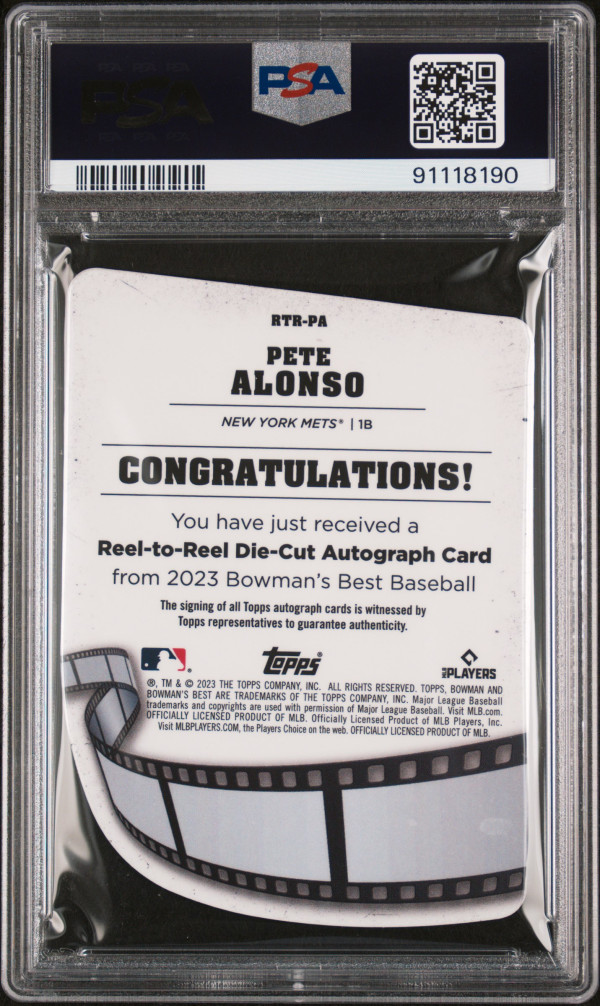 PSA
PSA
91118190
RTR-PA
PETE
ALONSO
NEW YORK METS® | 1B
CONGRATULATIONS!
You have just received a
Reel-to-Reel Die-Cut Autograph Card
from 2023 Bowman's Best Baseball
The signing of all Topps autograph cards is witnessed by
Topps representatives to guarantee authenticity.
Topps®
MLB PLAYERS
®, TM & © 2023 THE TOPPS COMPANY, INC. ALL RIGHTS RESERVED. TOPPS, BOWMAN AND
BOWMAN'S BEST ARE TRADEMARKS OF THE TOPPS COMPANY, INC. Major League Baseball
trademarks and copyrights are used with permission of Major League Baseball. Visit MLB.com.
OFFICIALLY LICENSED PRODUCT OF MLB. Officially Licensed Product of MLB Players, Inc.
Visit MLBPLAYERS.COM, the Players Choice on the web. OFFICIALLY LICENSED PRODUCT OF MLB.